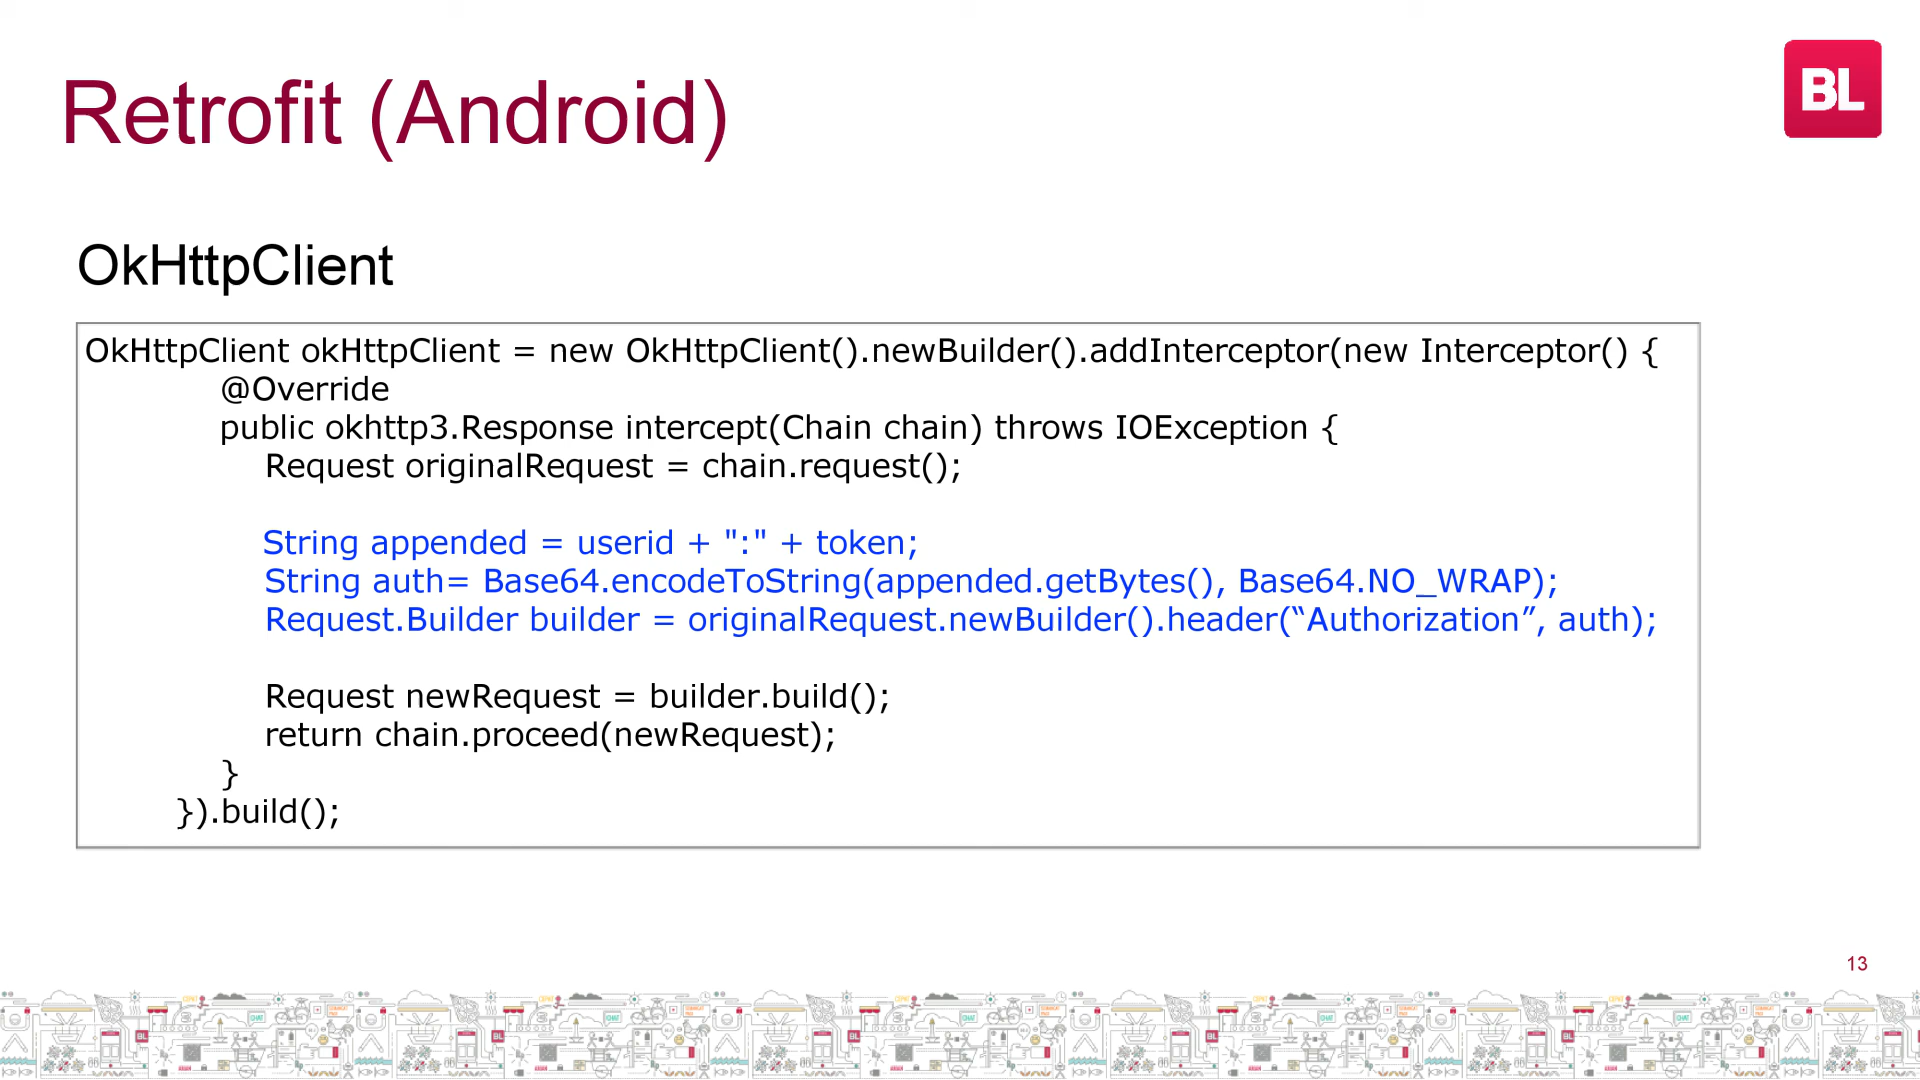 Retrofit (Android)
BL
OkHttpClient
OkHttpClient okHttpClient = new OkHttpClient().newBuilder().addInterceptor(new Interceptor() {
@Override
public okhttp3.Response intercept(Chain chain) throws IOException {
Request originalRequest = chain.request();
String appended = userid + ":" + token;
String auth= Base64.encodeToString(appended.getBytes(), Base64.NO_WRAP);
Request.Builder builder = originalRequest.newBuilder().header(“Authorization”, auth);
Request newRequest = builder.build();
return chain.proceed(newRequest);
}
}).build();
13